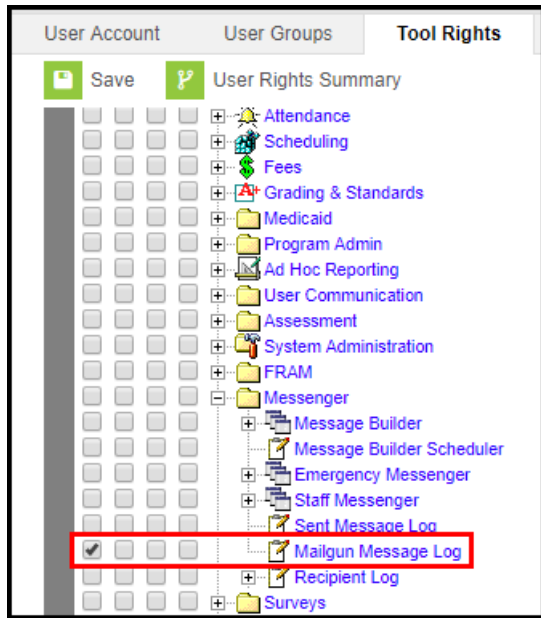 User Account User Groups Tool Rights
Save User Rights Summary
Attendance
Scheduling
Fees
A+ Grading & Standards
Medicaid
Program Admin
Ad Hoc Reporting
User Communication
Assessment
System Administration
FRAM
Messenger
Message Builder
Message Builder Scheduler
Emergency Messenger
Staff Messenger
Sent Message Log
Mailgun Message Log
Recipient Log
Surveys